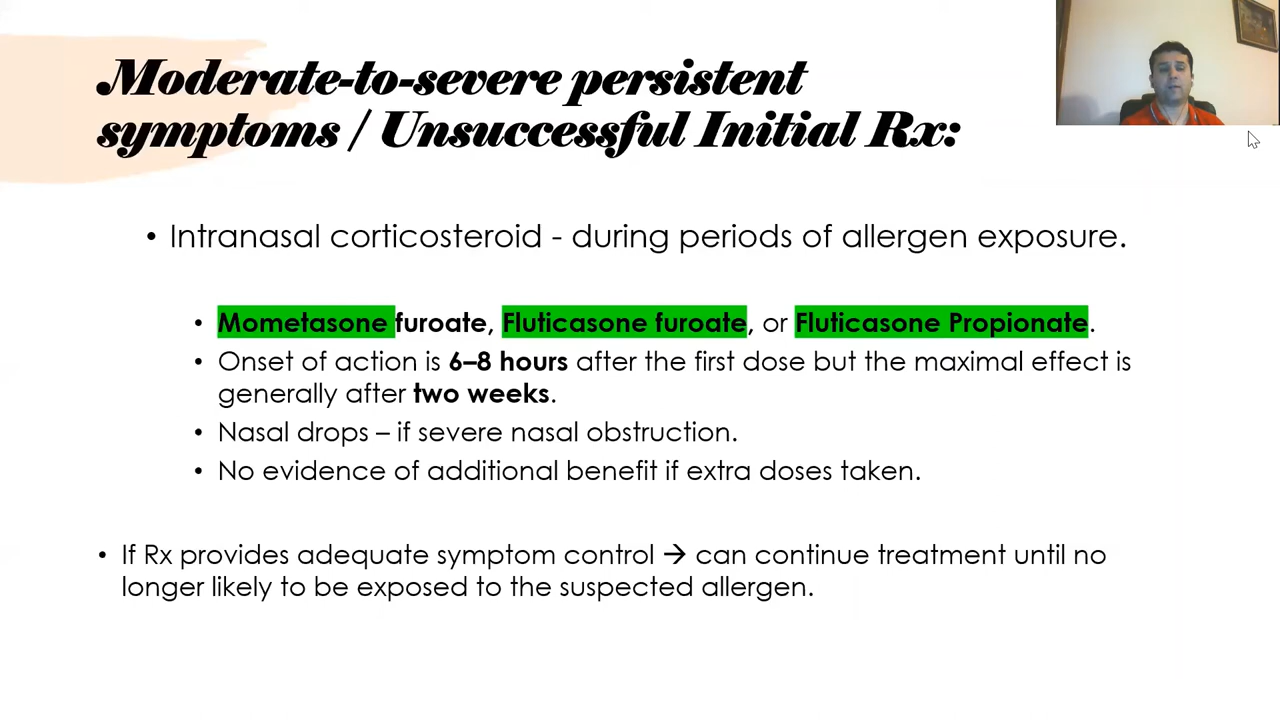 Moderate-to-severe persistent
symptoms / Unsuccessful Initial Rx:
• Intranasal corticosteroid - during periods of allergen exposure.
• Mometasone furoate, Fluticasone furoate, or Fluticasone Propionate.
• Onset of action is 6–8 hours after the first dose but the maximal effect is
generally after two weeks.
• Nasal drops – if severe nasal obstruction.
• No evidence of additional benefit if extra doses taken.
• If Rx provides adequate symptom control → can continue treatment until no
longer likely to be exposed to the suspected allergen.